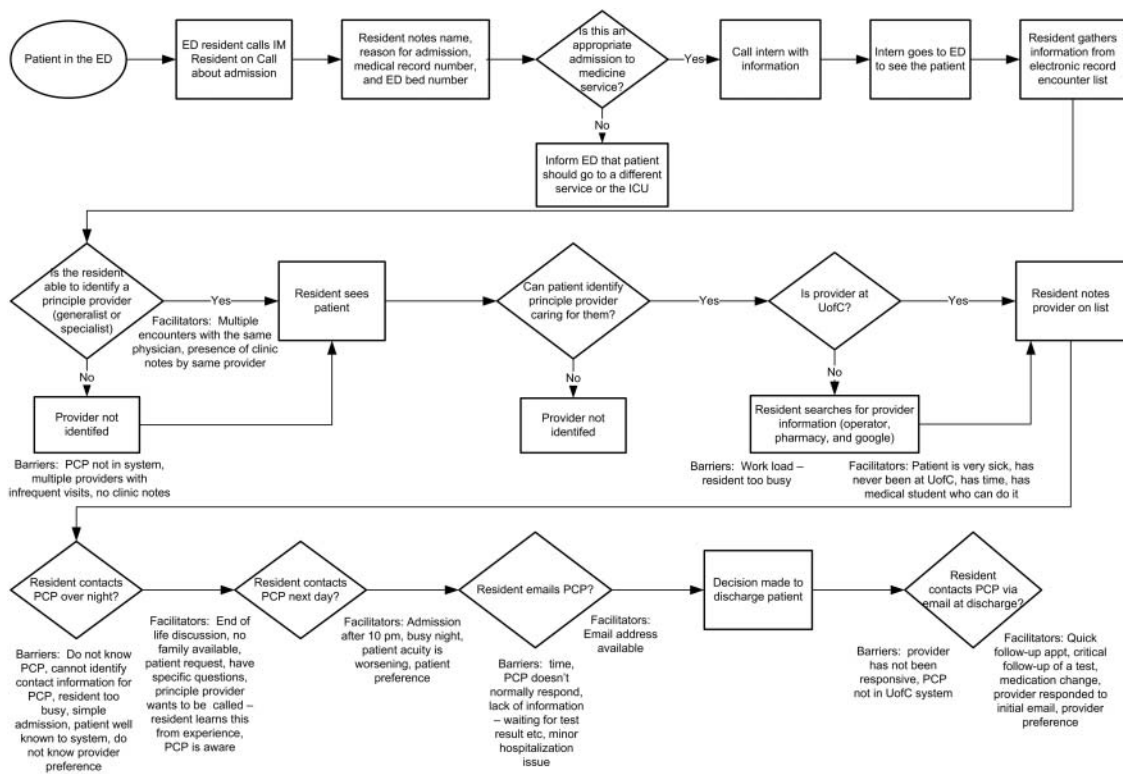 Patient in the ED
ED resident calls IM
Resident on Call
about admission
Resident notes name,
reason for admission,
medical record number,
and ED bed number
Is this an
appropriate
admission to
medicine
service?
Yes
Call intern with
information
Intern goes to ED
to see the patient
Resident gathers
information from
electronic record
encounter list
No
Inform ED that patient
should go to a different
service or the ICU
Is the resident
able to identify a
principle provider
(generalist or
specialist)
Yes
Facilitators: Multiple
encounters with the same
physician, presence of clinic
notes by same provider
Resident sees
patient
Can patient identify
principle provider
caring for them?
Yes
Is provider at
UofC?
Yes
Resident notes
provider on list
No
Provider not
identifed
Barriers: PCP not in system,
multiple providers with
infrequent visits, no clinic notes
No
Provider not
identifed
No
Resident searches for provider
information (operator,
pharmacy, and google)
Barriers: Work load –
resident too busy
Facilitators: Patient is very sick, has
never been at UofC, has time, has
medical student who can do it
Resident contacts
PCP over night?
Barriers: Do not know
PCP, cannot identify
contact information for
PCP, resident too
busy, simple
admission, patient well
known to system, do
not know provider
preference
Facilitators: End of
life discussion, no
family available,
patient request, have
specific questions,
principle provider
wants to be called –
resident learns this
from experience,
PCP is aware
Resident contacts
PCP next day?
Facilitators: Admission
after 10 pm, busy night,
patient acuity is
worsening, patient
preference
Resident emails PCP?
Barriers: time,
PCP doesn't
normally respond,
lack of information
– waiting for test
result etc, minor
hospitalization
issue
Facilitators:
Email address
available
Decision made to
discharge patient
Resident
contacts PCP via
email at discharge?
Barriers: provider
has not been
responsive, PCP
not in UofC system
Facilitators: Quick
follow-up appt, critical
follow-up of a test,
medication change,
provider responded to
initial email, provider
preference